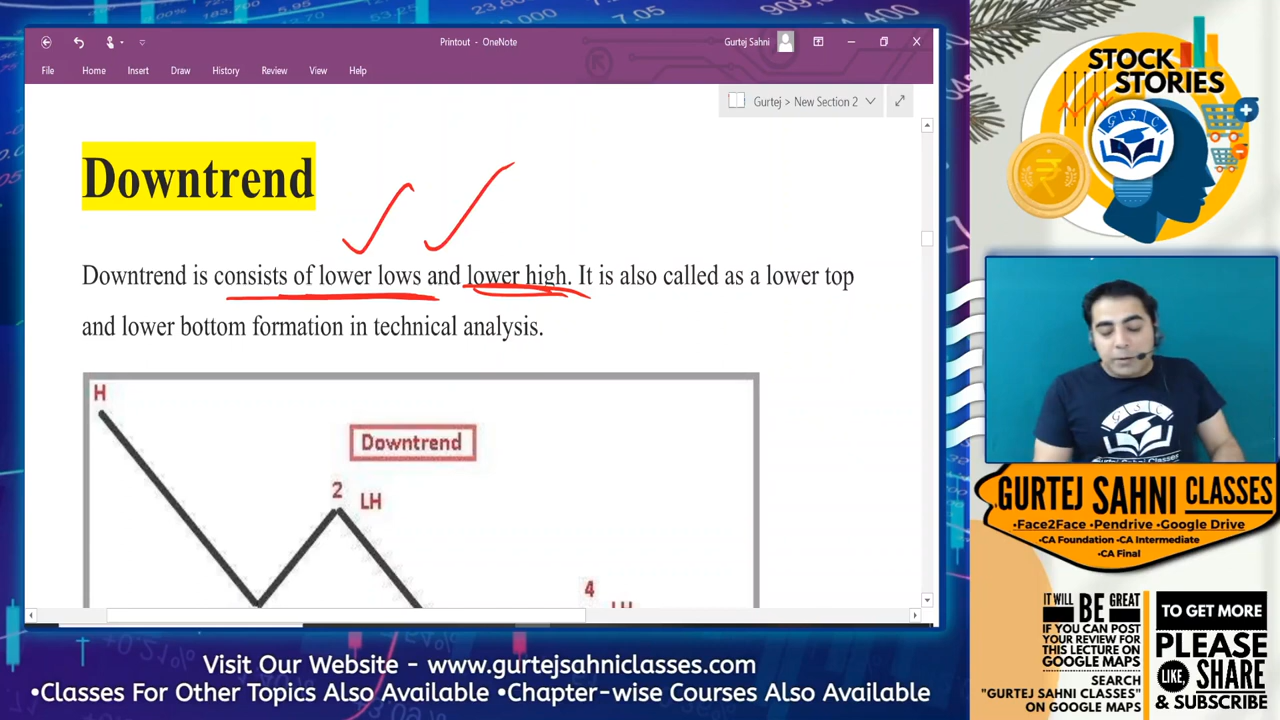 Printout - OneNote
Gurtej Sahni
File Home Insert Draw History Review View Help
Gurtej > New Section 2
Downtrend
Downtrend is consists of lower lows and lower high. It is also called as a lower top
and lower bottom formation in technical analysis.
H
Downtrend
2
LH
4
LH
STOCK
STORIES
G S C
₹
G S C
GURTEJ SAHNI CLASSES
•Face2Face •Pendrive •Google Drive
•CA Foundation •CA Intermediate
•CA Final
IT WILL
BE
GREAT
IF YOU CAN POST
YOUR REVIEW FOR
THIS LECTURE ON
GOOGLE MAPS
SEARCH
"GURTEJ SAHNI CLASSES"
ON GOOGLE MAPS
TO GET MORE
PLEASE
LIKE, SHARE
& SUBSCRIBE
Visit Our Website - www.gurtejsahniclasses.com
•Classes For Other Topics Also Available •Chapter-wise Courses Also Available